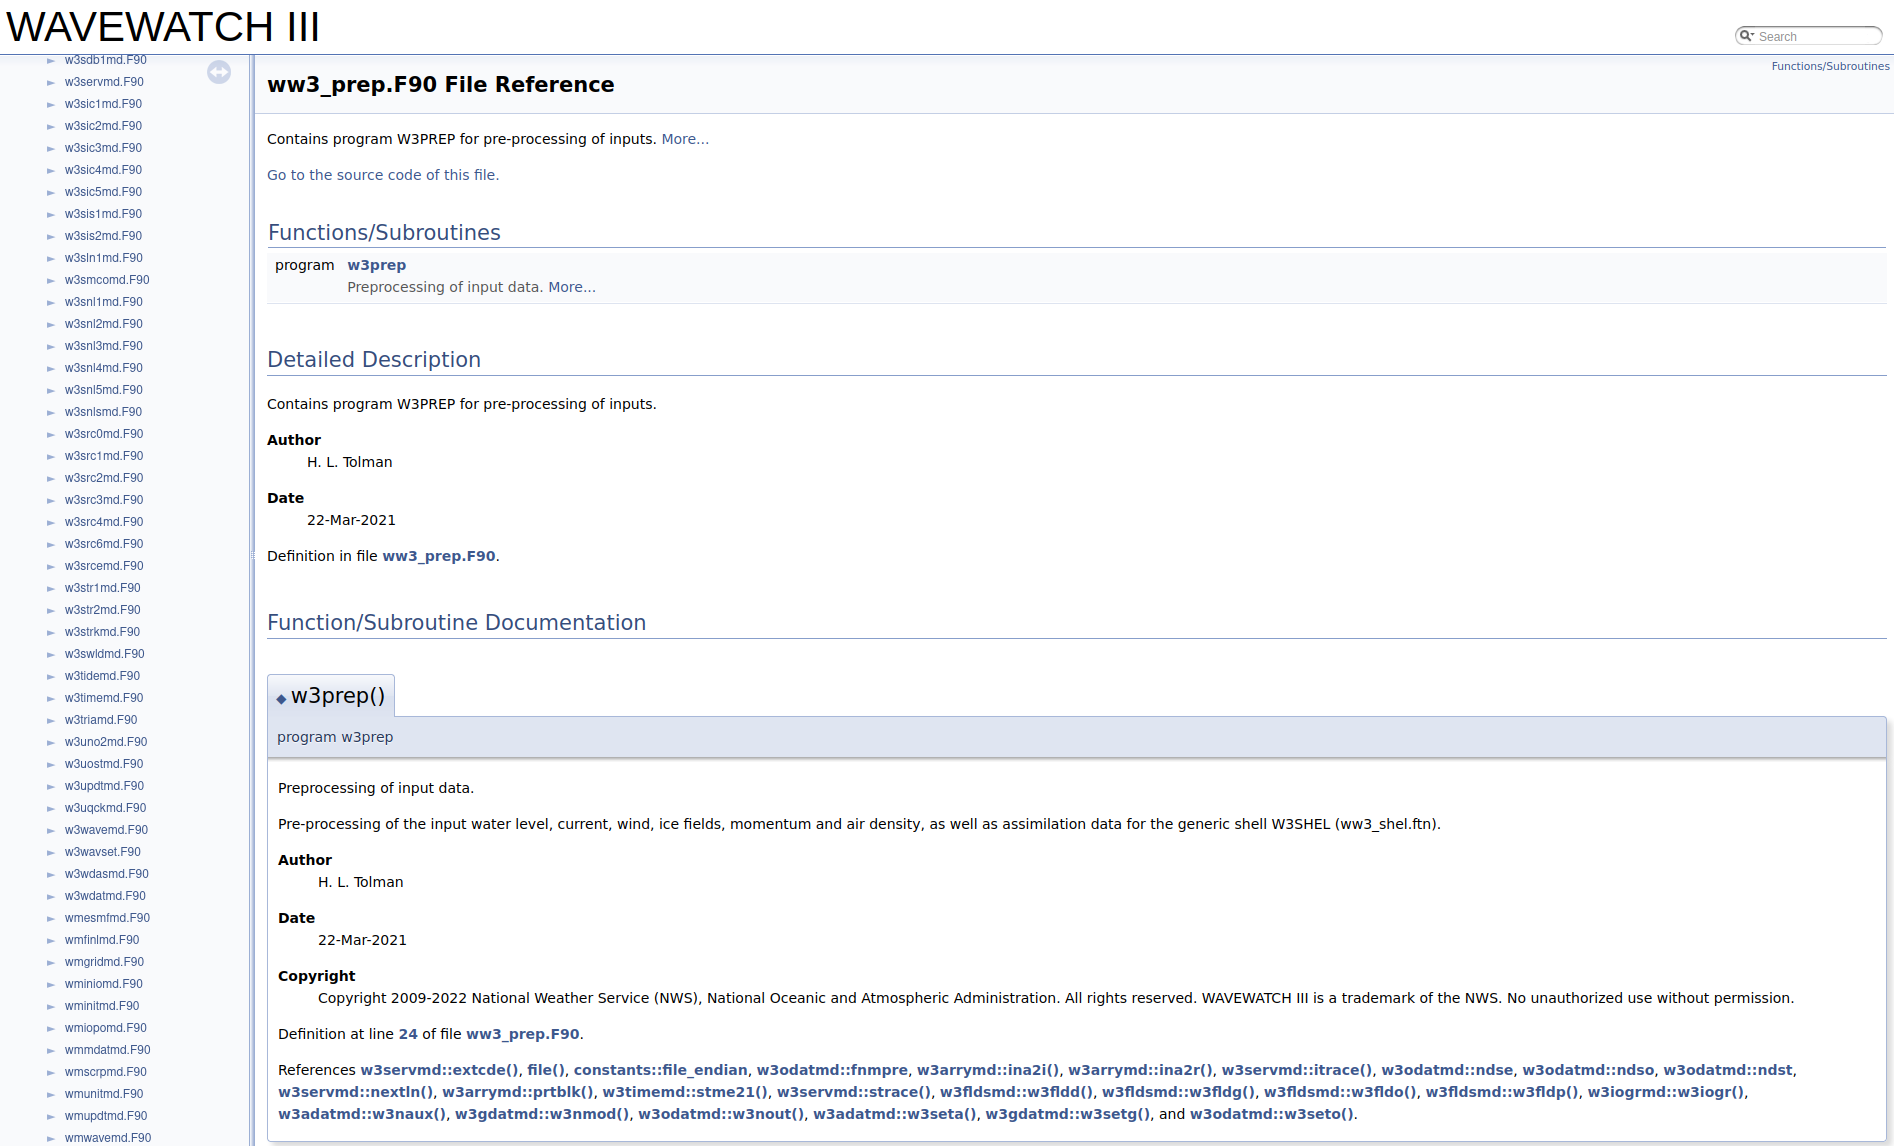 WAVEWATCH III
Search
w3sdb1md.F90
w3servmd.F90
w3sic1md.F90
w3sic2md.F90
w3sic3md.F90
w3sic4md.F90
w3sic5md.F90
w3sis1md.F90
w3sis2md.F90
w3sln1md.F90
w3smcomd.F90
w3snl1md.F90
w3snl2md.F90
w3snl3md.F90
w3snl4md.F90
w3snl5md.F90
w3snlsmd.F90
w3src0md.F90
w3src1md.F90
w3src2md.F90
w3src3md.F90
w3src4md.F90
w3src6md.F90
w3srcemd.F90
w3str1md.F90
w3str2md.F90
w3strkmd.F90
w3swldmd.F90
w3tidemd.F90
w3timemd.F90
w3triamd.F90
w3uno2md.F90
w3uostmd.F90
w3updtmd.F90
w3uqckmd.F90
w3wavemd.F90
w3wavset.F90
w3wdasmd.F90
w3wdatmd.F90
wmesmfmd.F90
wmfinlmd.F90
wmgridmd.F90
wminiomd.F90
wminitmd.F90
wmiopomd.F90
wmmdatmd.F90
wmscrpmd.F90
wmunitmd.F90
wmupdtmd.F90
wmwavemd.F90
Functions/Subroutines
ww3_prep.F90 File Reference
Contains program W3PREP for pre-processing of inputs. More...
Go to the source code of this file.
Functions/Subroutines
program w3prep
Preprocessing of input data. More...
Detailed Description
Contains program W3PREP for pre-processing of inputs.
Author
H. L. Tolman
Date
22-Mar-2021
Definition in file ww3_prep.F90.
Function/Subroutine Documentation
◆ w3prep()
program w3prep
Preprocessing of input data.
Pre-processing of the input water level, current, wind, ice fields, momentum and air density, as well as assimilation data for the generic shell W3SHEL (ww3_shel.ftn).
Author
H. L. Tolman
Date
22-Mar-2021
Copyright
Copyright 2009-2022 National Weather Service (NWS), National Oceanic and Atmospheric Administration. All rights reserved. WAVEWATCH III is a trademark of the NWS. No unauthorized use without permission.
Definition at line 24 of file ww3_prep.F90.
References w3servmd::extcde(), file(), constants::file_endian, w3odatmd::fnmpre, w3arrymd::ina2i(), w3arrymd::ina2r(), w3servmd::itrace(), w3odatmd::ndse, w3odatmd::ndso, w3odatmd::ndst,
w3servmd::nextln(), w3arrymd::prtblk(), w3timemd::stme21(), w3servmd::strace(), w3fldsmd::w3fldd(), w3fldsmd::w3fldg(), w3fldsmd::w3fldo(), w3fldsmd::w3fldp(), w3iogrmd::w3iogr(),
w3adatmd::w3naux(), w3gdatmd::w3nmod(), w3odatmd::w3nout(), w3adatmd::w3seta(), w3gdatmd::w3setg(), and w3odatmd::w3seto().